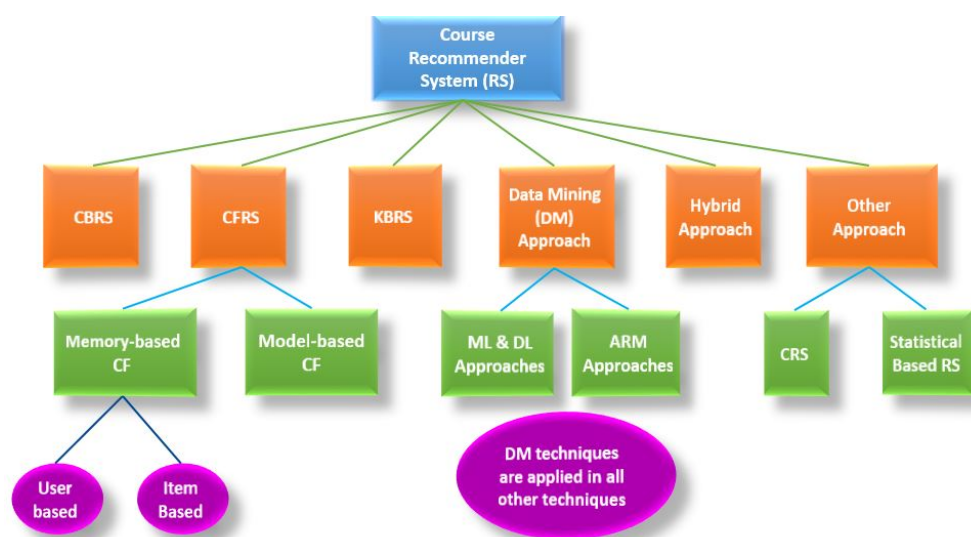 Course
Recommender
System (RS)
CBRS
CFRS
KBRS
Data Mining
(DM)
Approach
Hybrid
Approach
Other
Approach
Memory-based
CF
Model-based
CF
ML & DL
Approaches
ARM
Approaches
CRS
Statistical
Based RS
User
based
Item
Based
DM techniques
are applied in all
other techniques